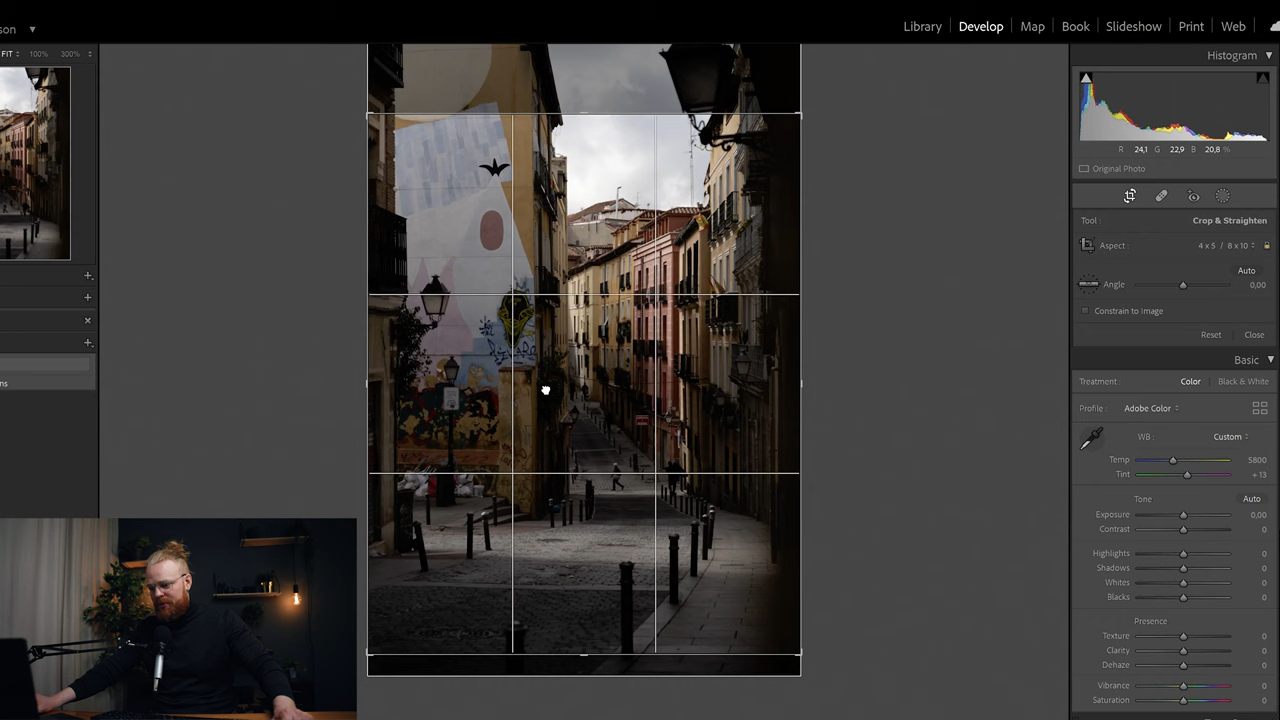 son
Library
Develop
Map
Book
Slideshow
Print
Web
FIT
100%
300%
Histogram
R 24,1 G 22,9 B 20,8 %
Original Photo
Tool : Crop & Straighten
Aspect : 4 x 5 / 8 x 10
Auto
Angle 0,00
Constrain to Image
Reset Close
Basic
Treatment : Color Black & White
Profile : Adobe Color
WB : Custom
Temp 5800
Tint + 13
Tone Auto
Exposure 0,00
Contrast 0
Highlights 0
Shadows 0
Whites 0
Blacks 0
Presence
Texture 0
Clarity 0
Dehaze 0
Vibrance 0
Saturation 0
ns